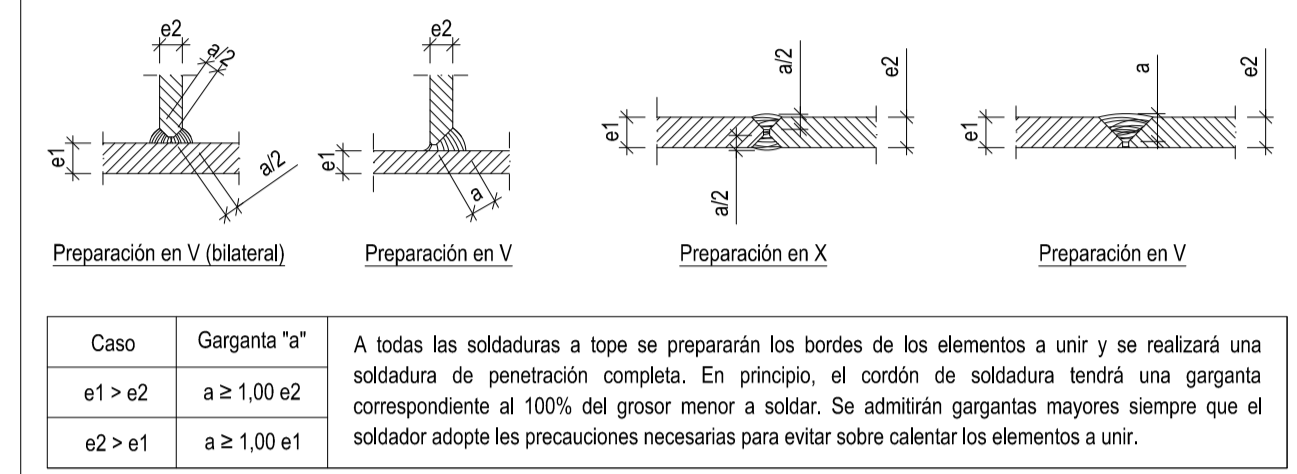 e2
a/2
e1
a/2
Preparación en V (bilateral)
e2
e1
a
Preparación en V
a/2
e2
e1
a/2
Preparación en X
a
e2
e1
Preparación en V
Caso
Garganta "a"
e1 > e2
a ≥ 1,00 e2
e2 > e1
a ≥ 1,00 e1
A todas las soldaduras a tope se prepararán los bordes de los elementos a unir y se realizará una
soldadura de penetración completa. En principio, el cordón de soldadura tendrá una garganta
correspondiente al 100% del grosor menor a soldar. Se admitirán gargantas mayores siempre que el
soldador adopte les precauciones necesarias para evitar sobre calentar los elementos a unir.